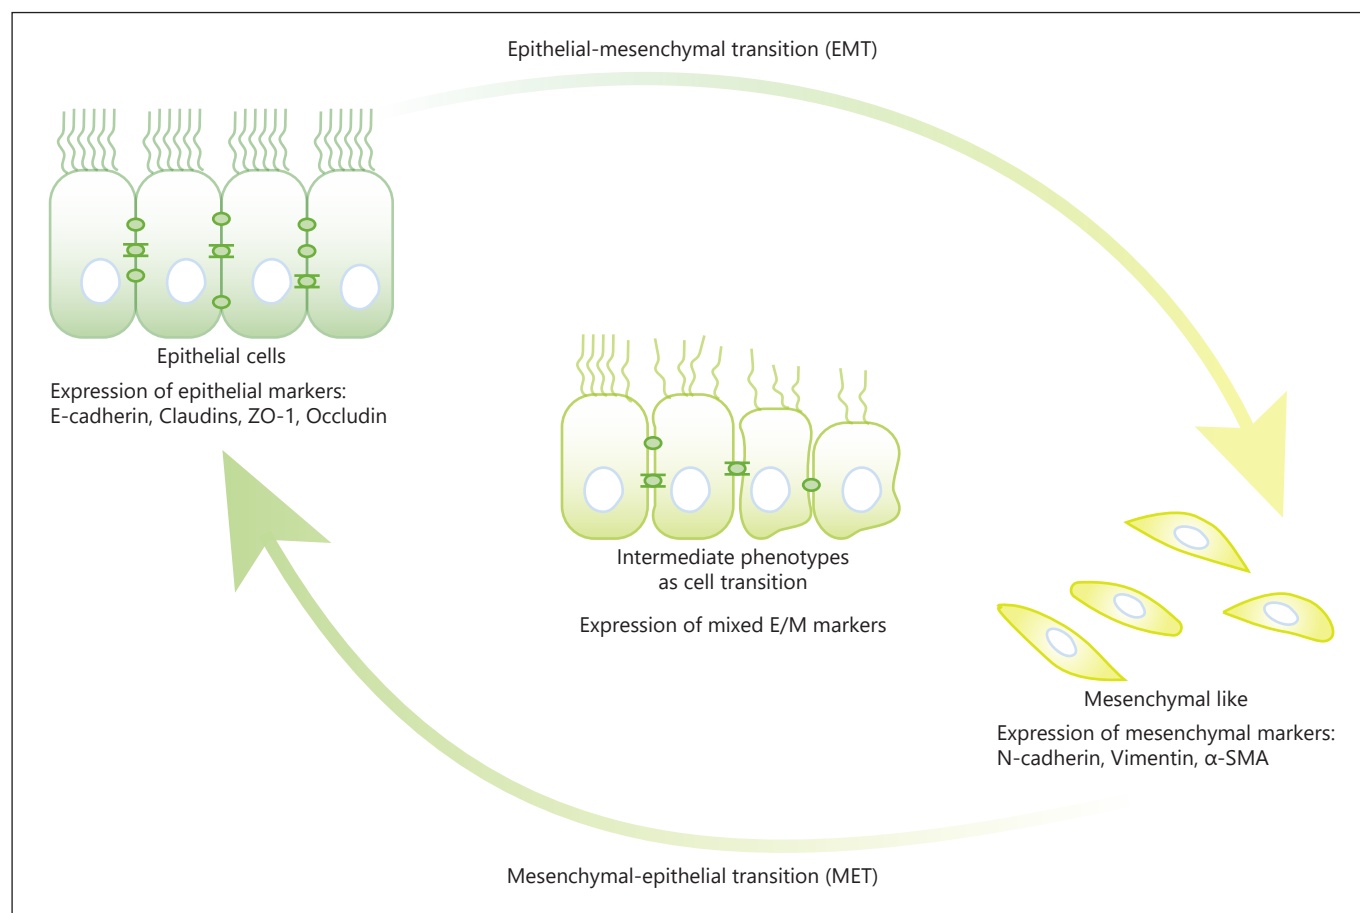 Epithelial-mesenchymal transition (EMT)
Epithelial cells
Expression of epithelial markers:
E-cadherin, Claudins, ZO-1, Occludin
Intermediate phenotypes
as cell transition
Expression of mixed E/M markers
Mesenchymal like
Expression of mesenchymal markers:
N-cadherin, Vimentin, α-SMA
Mesenchymal-epithelial transition (MET)